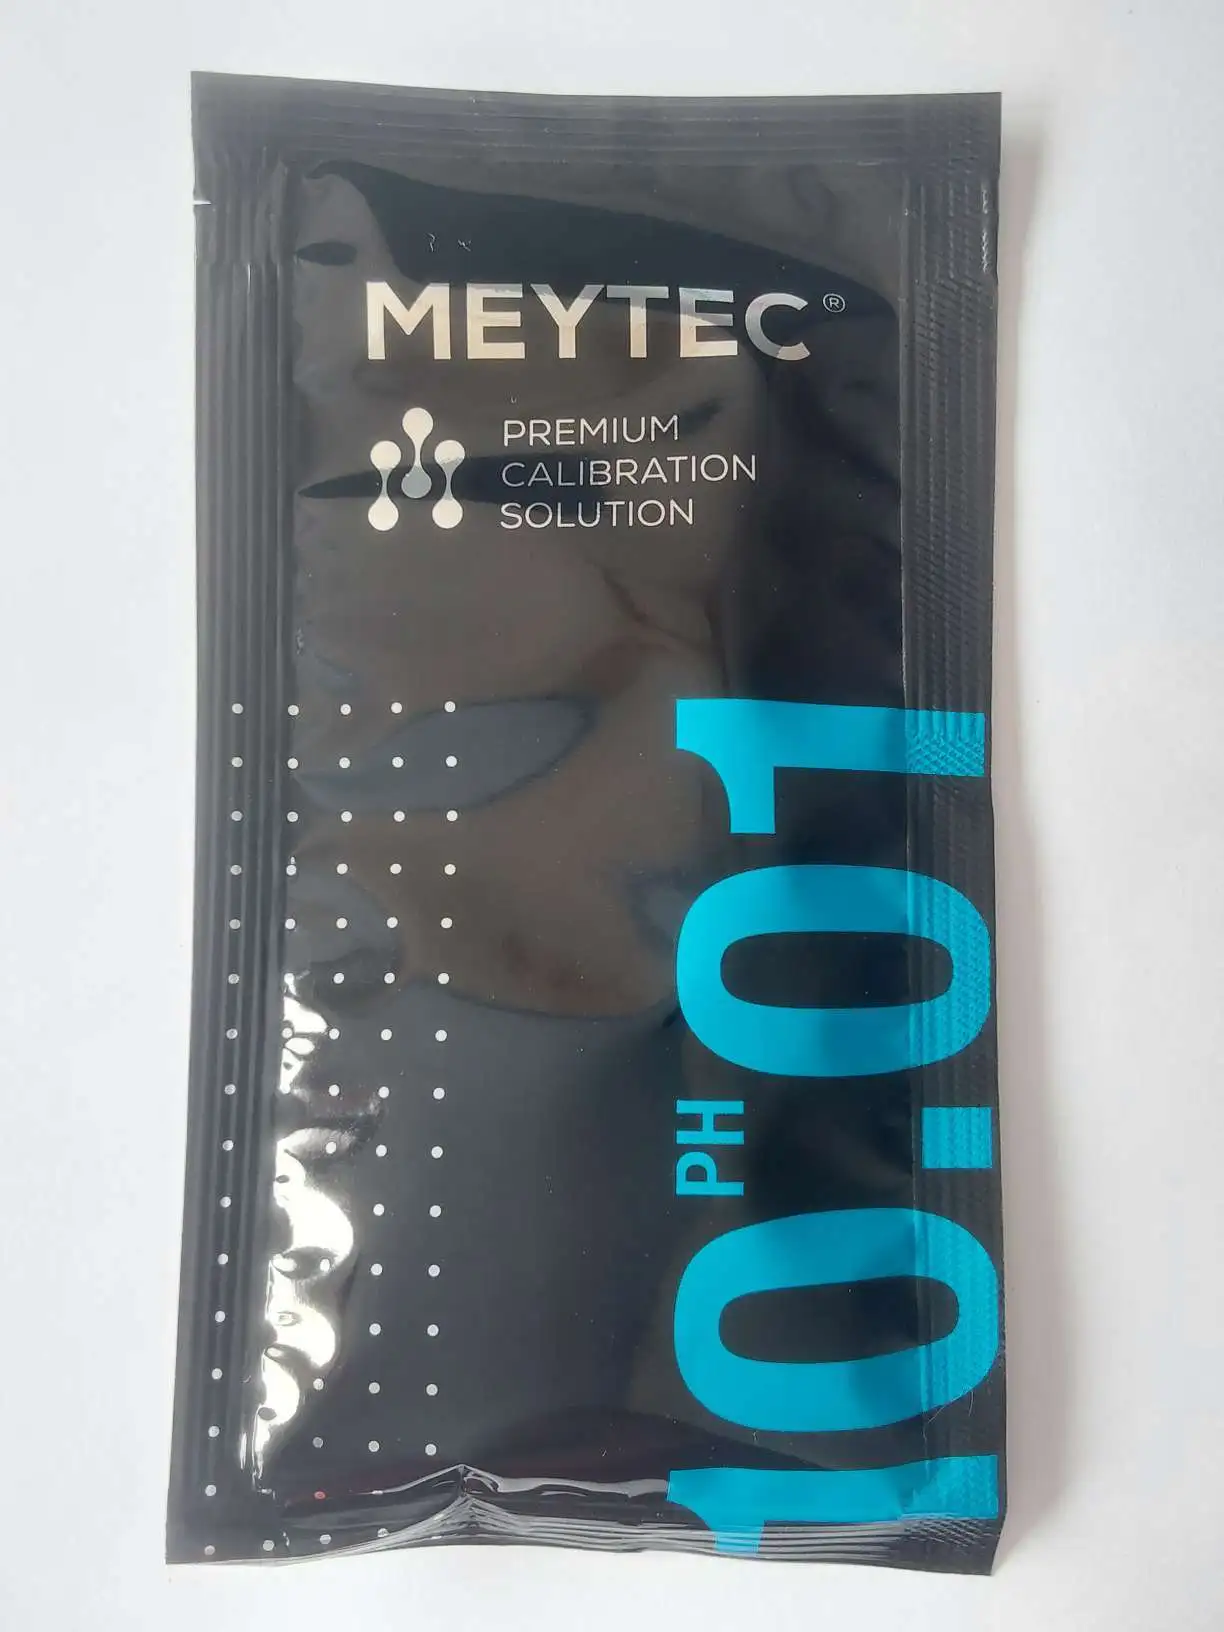 MEYTEC®
PREMIUM
CALIBRATION
SOLUTION
PH
10.01